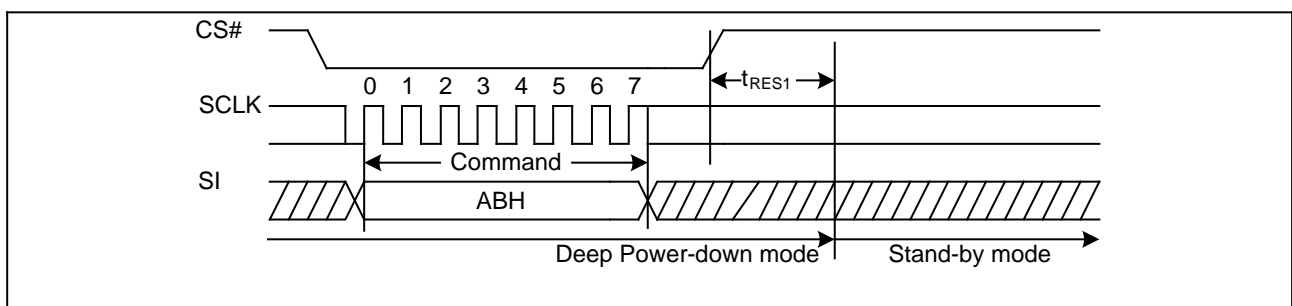 CS#
tRES1
0 1 2 3 4 5 6 7
SCLK
Command
SI
ABH
Deep Power-down mode Stand-by mode